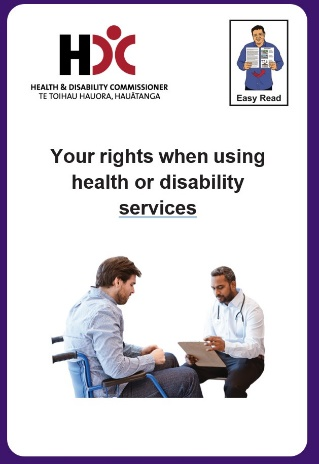 HDC
HEALTH & DISABILITY COMMISSIONER
TE TOIHAU HAUORA, HAUĀTANGA
Easy Read
Your rights when using
health or disability
services